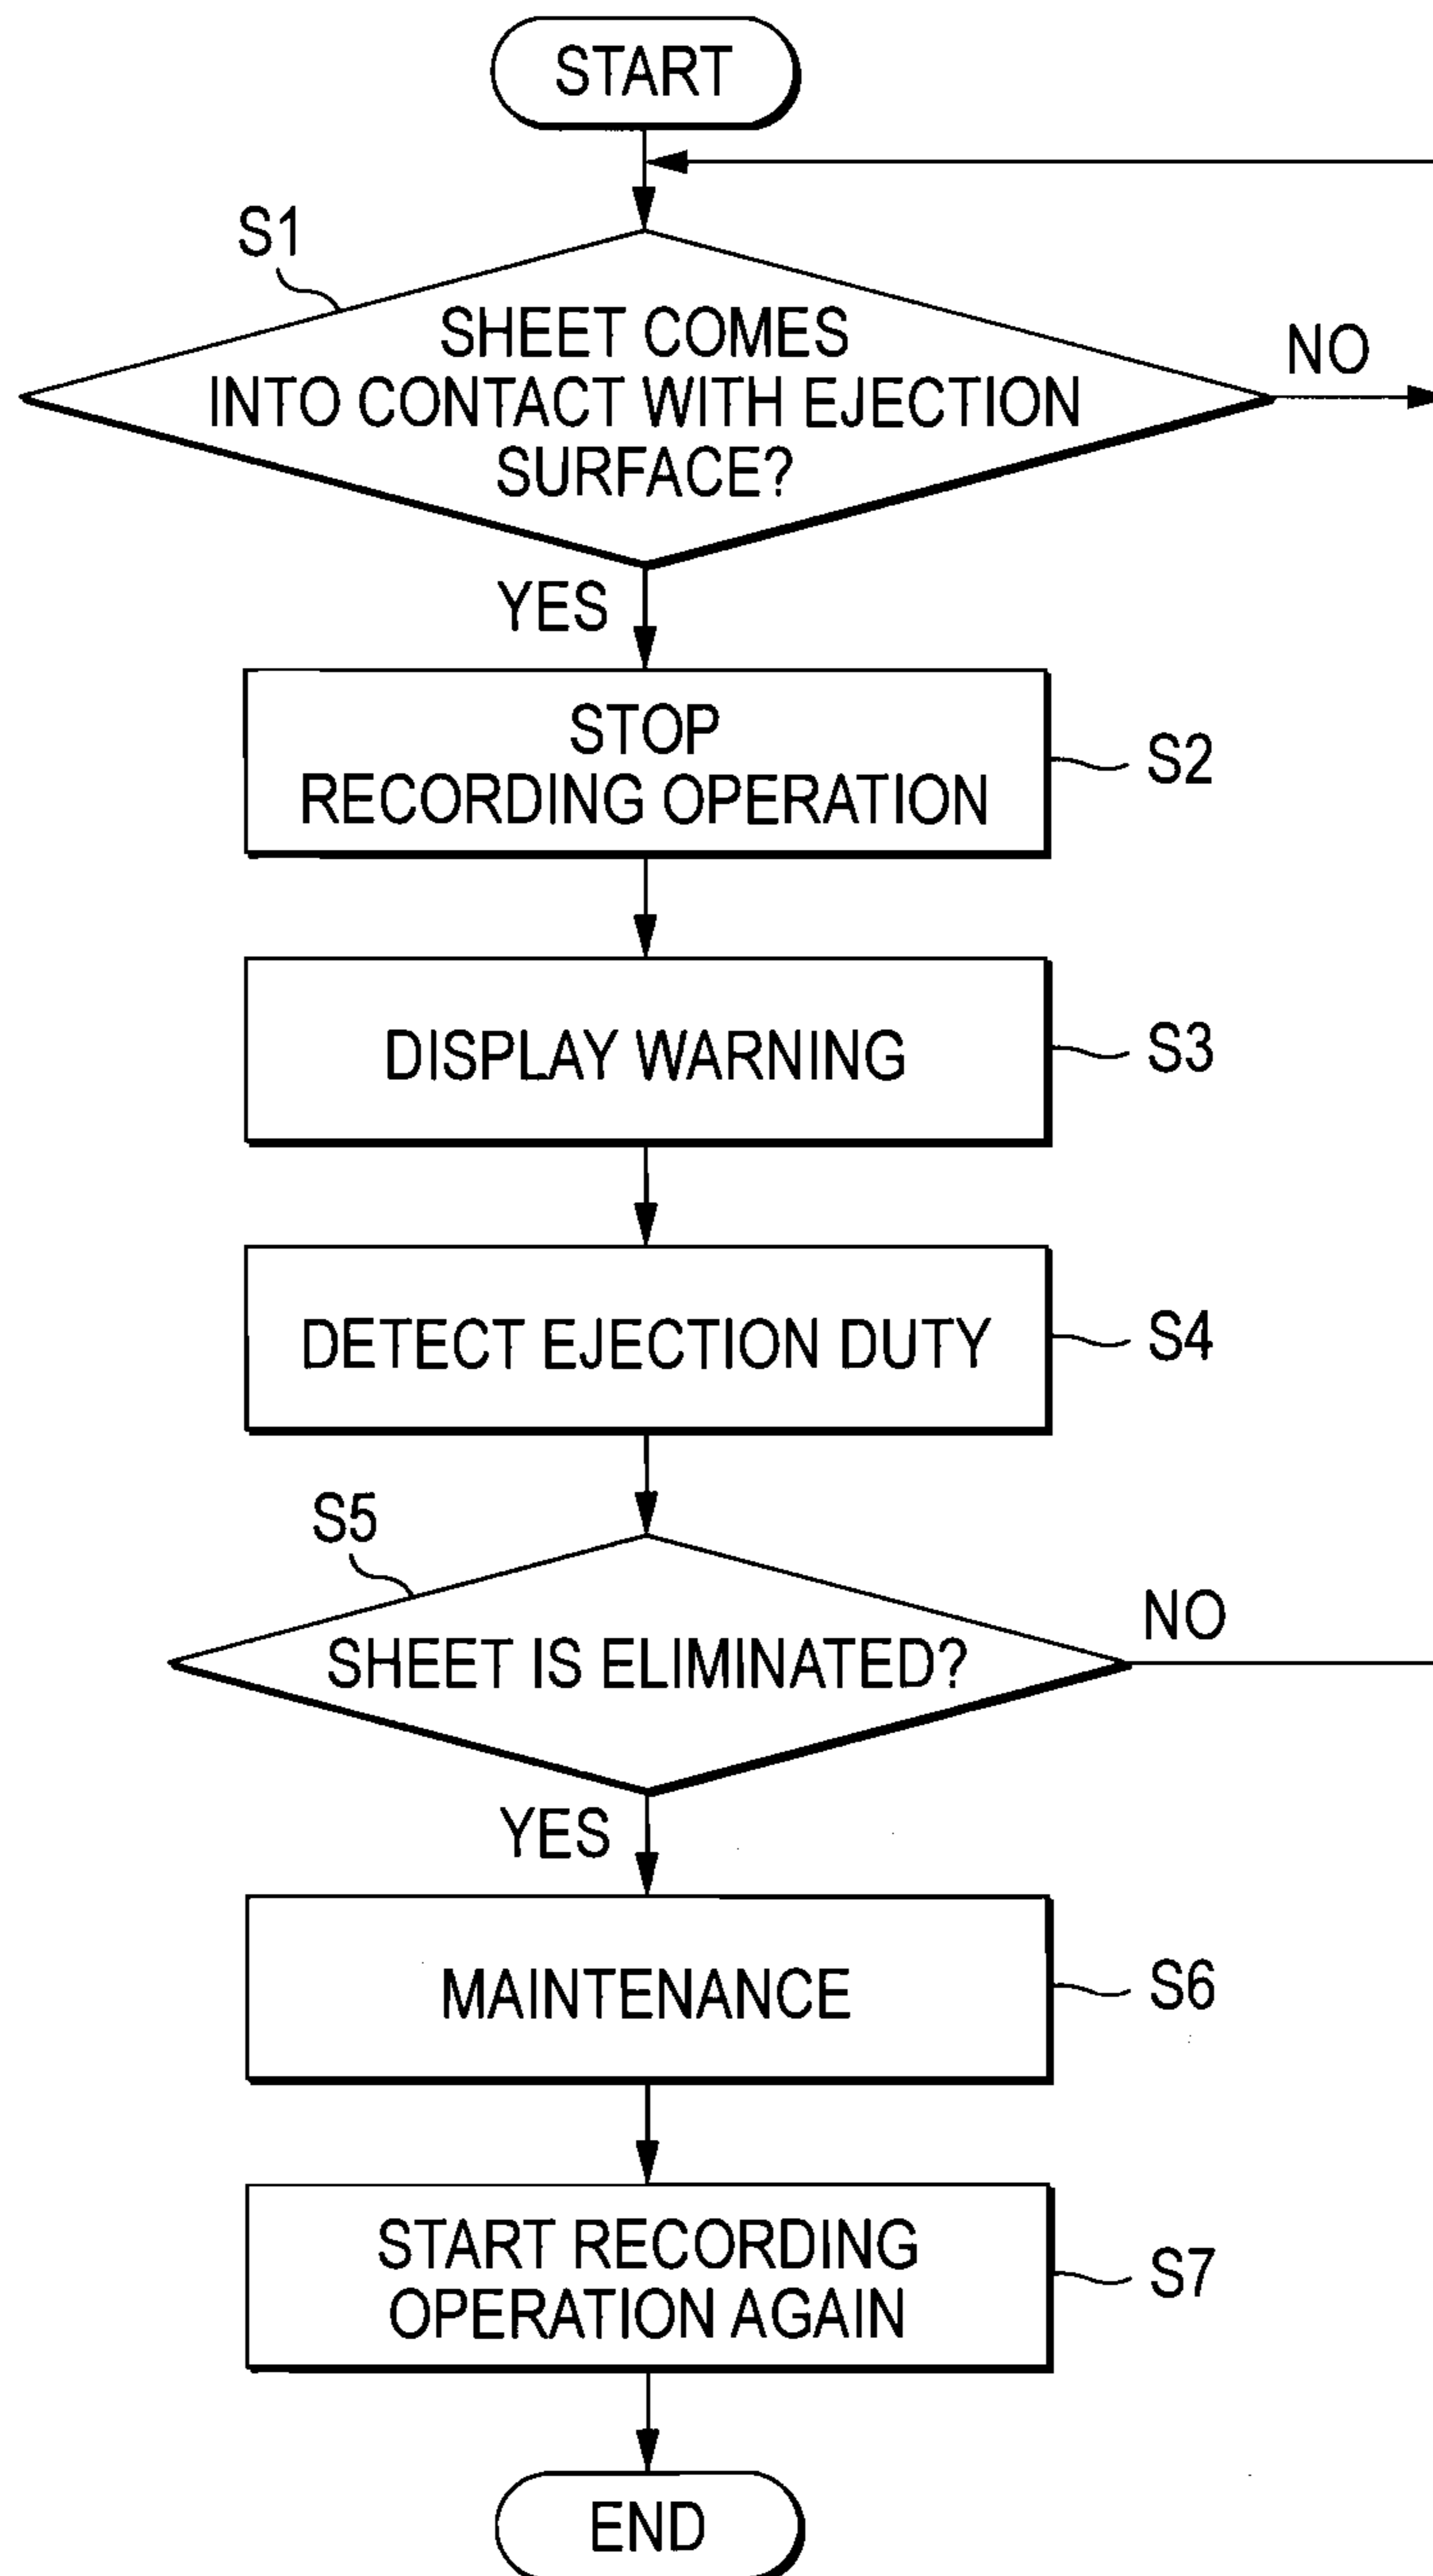 START
S1
SHEET COMES
INTO CONTACT WITH EJECTION
SURFACE?
NO
YES
STOP
RECORDING OPERATION
S2
DISPLAY WARNING
S3
DETECT EJECTION DUTY
S4
S5
SHEET IS ELIMINATED?
NO
YES
MAINTENANCE
S6
START RECORDING
OPERATION AGAIN
S7
END